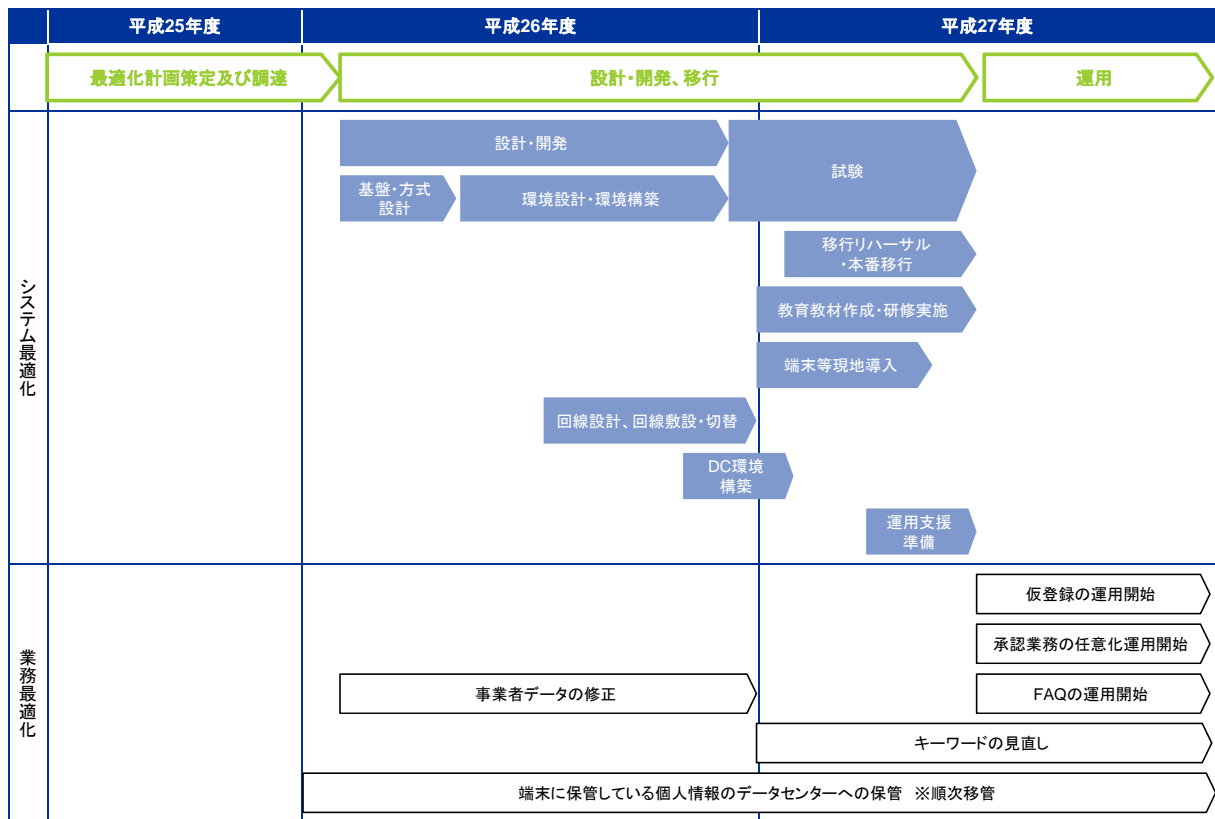 平成25年度
平成26年度
平成27年度
最適化計画策定及び調達
設計・開発、移行
運用
システム最適化
設計・開発
試験
基盤・方式
設計
環境設計・環境構築
移行リハーサル
・本番移行
教育教材作成・研修実施
端末等現地導入
回線設計、回線敷設・切替
DC環境
構築
運用支援
準備
業務最適化
仮登録の運用開始
承認業務の任意化運用開始
事業者データの修正
FAQの運用開始
キーワードの見直し
端末に保管している個人情報のデータセンターへの保管 ※順次移管